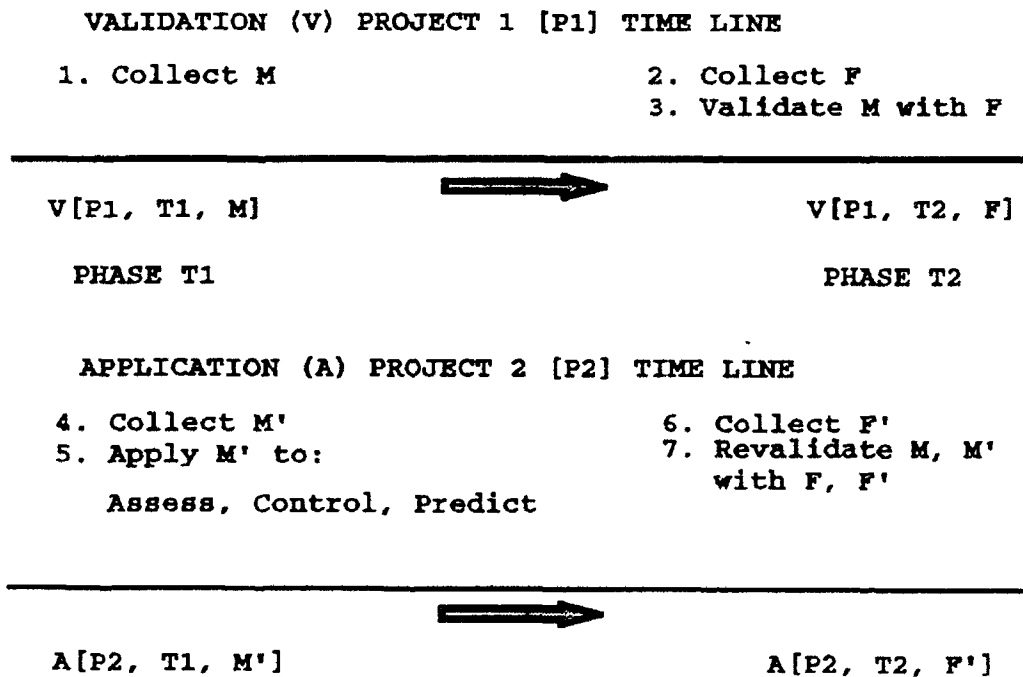 VALIDATION (V) PROJECT 1 [P1] TIME LINE
1. Collect M
2. Collect F
3. Validate M with F
V[P1, T1, M]
V[P1, T2, F]
PHASE T1
PHASE T2
APPLICATION (A) PROJECT 2 [P2] TIME LINE
4. Collect M'
5. Apply M' to:
Assess, Control, Predict
6. Collect F'
7. Revalidate M, M'
with F, F'
A[P2, T1, M']
A[P2, T2, F']